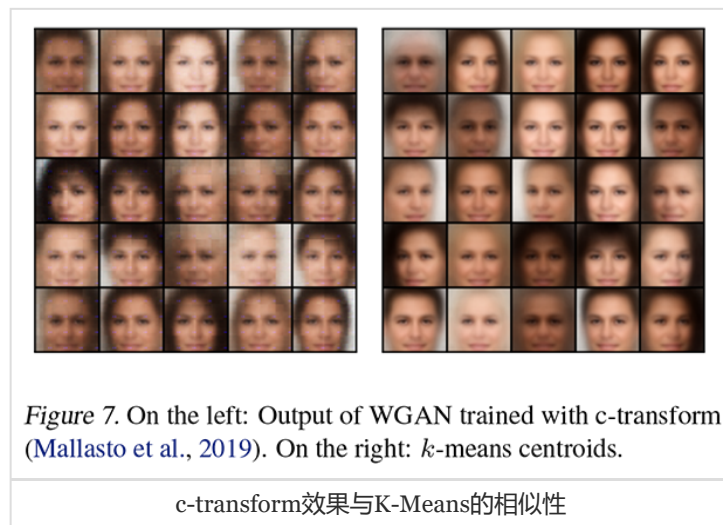 Figure 7. On the left: Output of WGAN trained with c-transform
(Mallasto et al., 2019). On the right: k-means centroids.
c-transform效果与K-Means的相似性